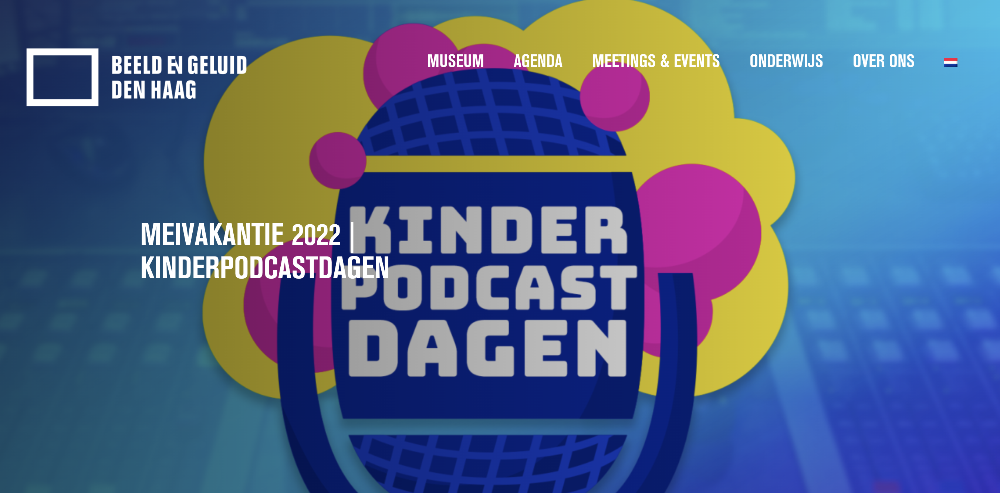 BEELD EN GELUID
DEN HAAG
MUSEUM AGENDA MEETINGS & EVENTS ONDERWIJS OVER ONS
MEIVAKANTIE 2022 |
KINDERPODCASTDAGEN
KINDER
PODCAST
DAGEN